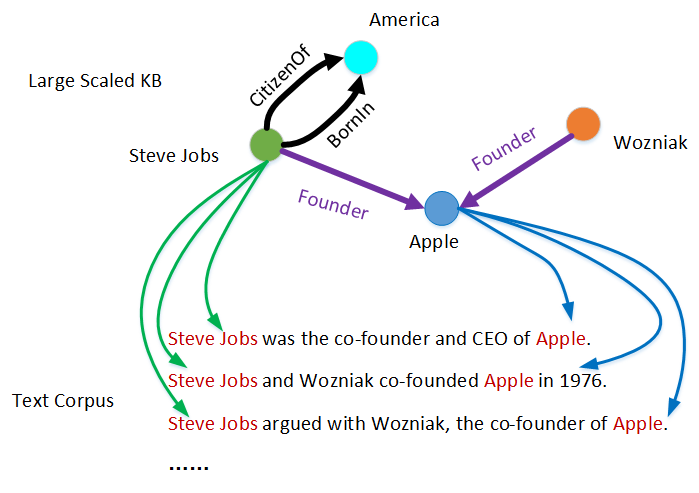 America
CitizenOf
Large Scaled KB
BornIn
Founder
Wozniak
Steve Jobs
Founder
Apple
Steve Jobs was the co-founder and CEO of Apple.
Steve Jobs and Wozniak co-founded Apple in 1976.
Text Corpus
Steve Jobs argued with Wozniak, the co-founder of Apple.
......